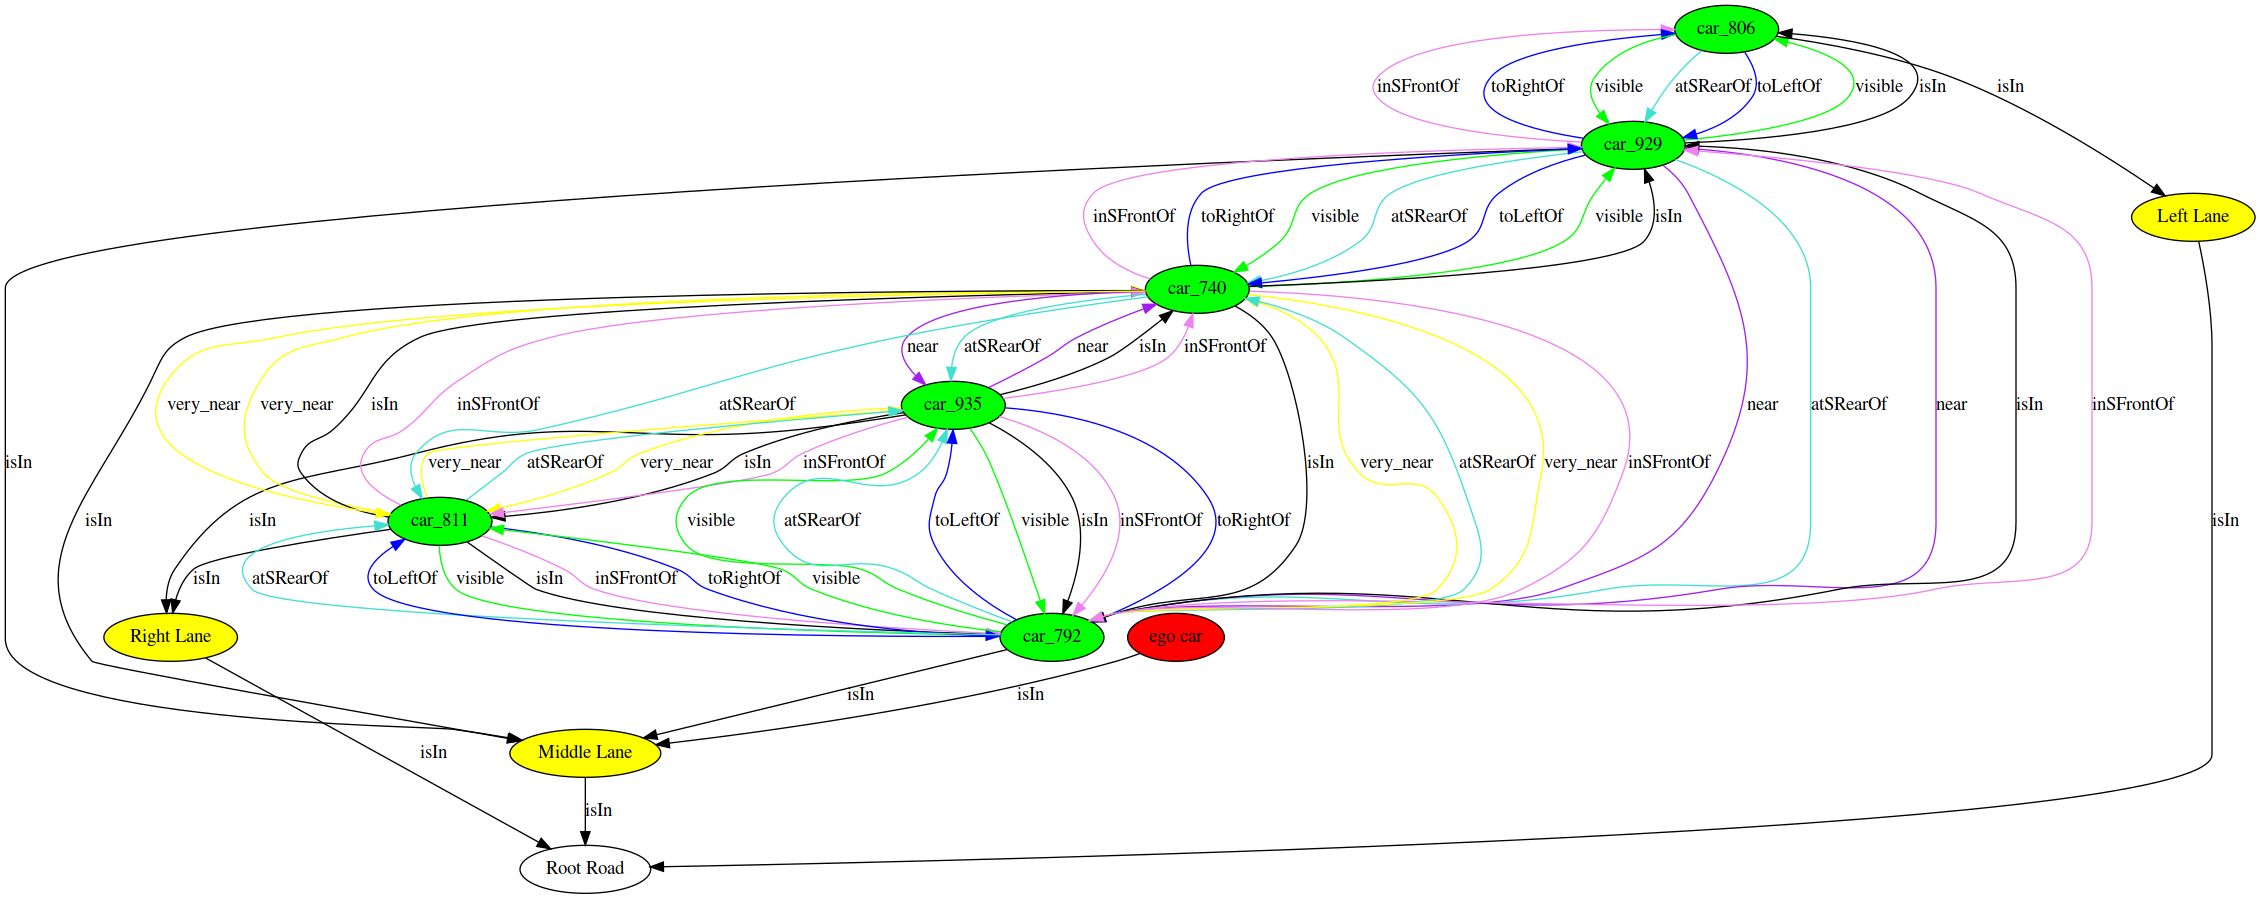 car_806
inSFrontOf toRightOf visible atSRearOf toLeftOf visible isIn isIn
car_929
inSFrontOf toRightOf visible atSRearOf toLeftOf visible isIn Left Lane
car_740
near atSRearOf near isIn inSFrontOf
very_near very_near isIn inSFrontOf atSRearOf car_935 near atSRearOf near isIn inSFrontOf
isIn very_near atSRearOf very_near isIn inSFrontOf isIn very_near atSRearOf very_near inSFrontOf
isIn isIn car_811 visible atSRearOf toLeftOf visible isIn inSFrontOf toRightOf isIn
isIn atSRearOf toLeftOf visible isIn inSFrontOf toRightOf visible
Right Lane car_792 ego car
isIn isIn
isIn Middle Lane
isIn
Root Road